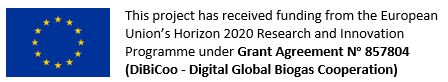 This project has received funding from the European
Union’s Horizon 2020 Research and Innovation
Programme under Grant Agreement N° 857804
(DiBiCoo - Digital Global Biogas Cooperation)